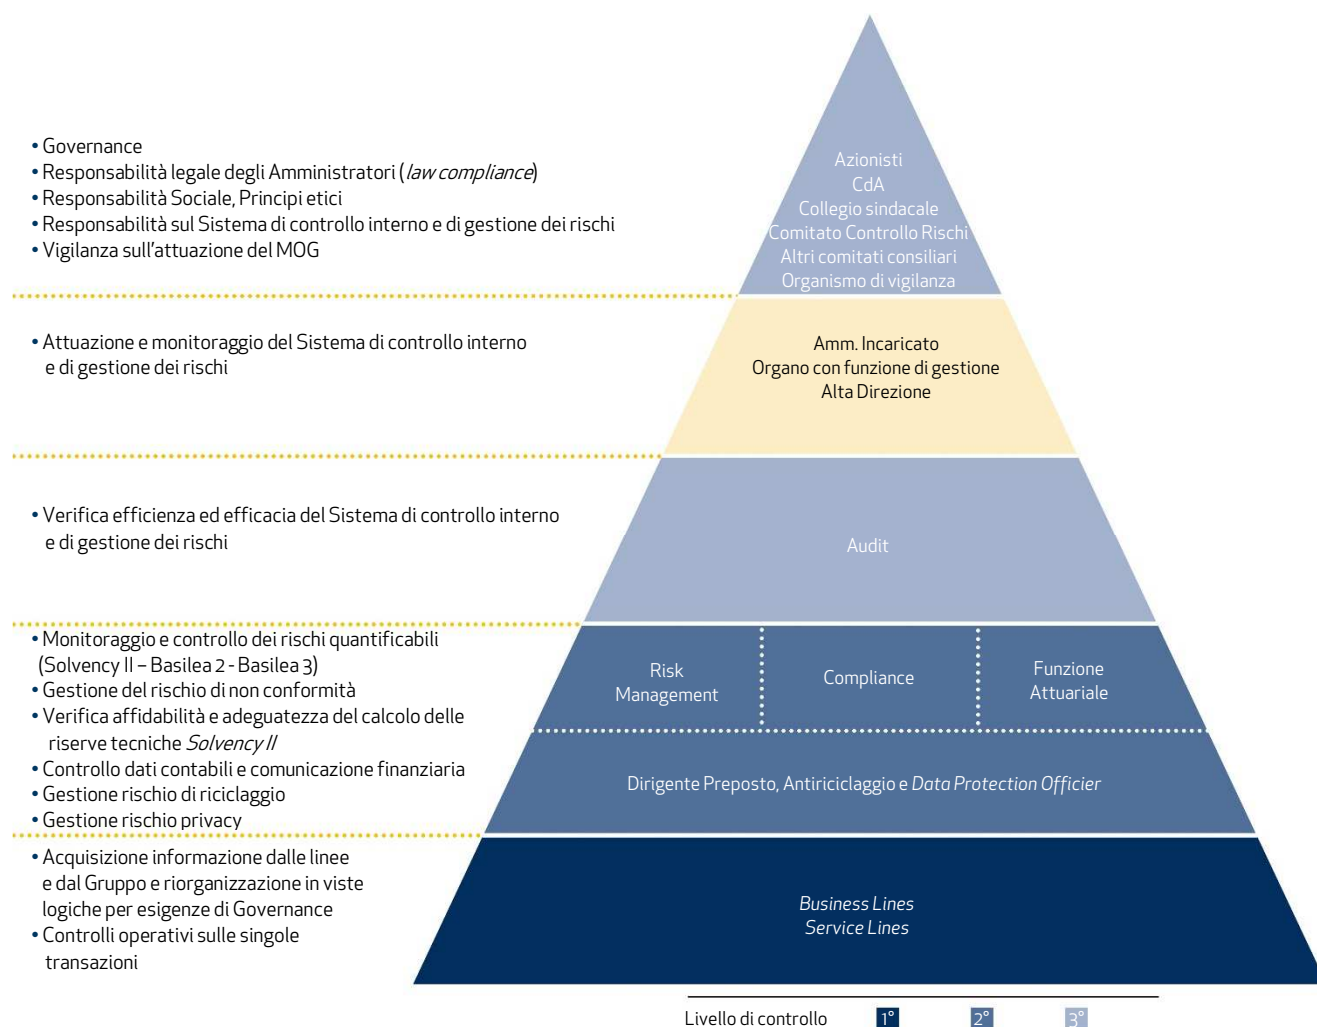 • Governance
• Responsabilità legale degli Amministratori (law compliance)
• Responsabilità Sociale, Principi etici
• Responsabilità sul Sistema di controllo interno e di gestione dei rischi
• Vigilanza sull'attuazione del MOG
Azionisti
CdA
Collegio sindacale
Comitato Controllo Rischi
Altri comitati consiliari
Organismo di vigilanza
• Attuazione e monitoraggio del Sistema di controllo interno
e di gestione dei rischi
Amm. Incaricato
Organo con funzione di gestione
Alta Direzione
• Verifica efficienza ed efficacia del Sistema di controllo interno
e di gestione dei rischi
Audit
• Monitoraggio e controllo dei rischi quantificabili
(Solvency II – Basilea 2 - Basilea 3)
• Gestione del rischio di non conformità
• Verifica affidabilità e adeguatezza del calcolo delle
riserve tecniche Solvency II
• Controllo dati contabili e comunicazione finanziaria
• Gestione rischio di riciclaggio
• Gestione rischio privacy
Risk
Management
Compliance
Funzione
Attuariale
Dirigente Preposto, Antiriciclaggio e Data Protection Officier
• Acquisizione informazione dalle linee
e dal Gruppo e riorganizzazione in viste
logiche per esigenze di Governance
• Controlli operativi sulle singole
transazioni
Business Lines
Service Lines
Livello di controllo 1° 2° 3°